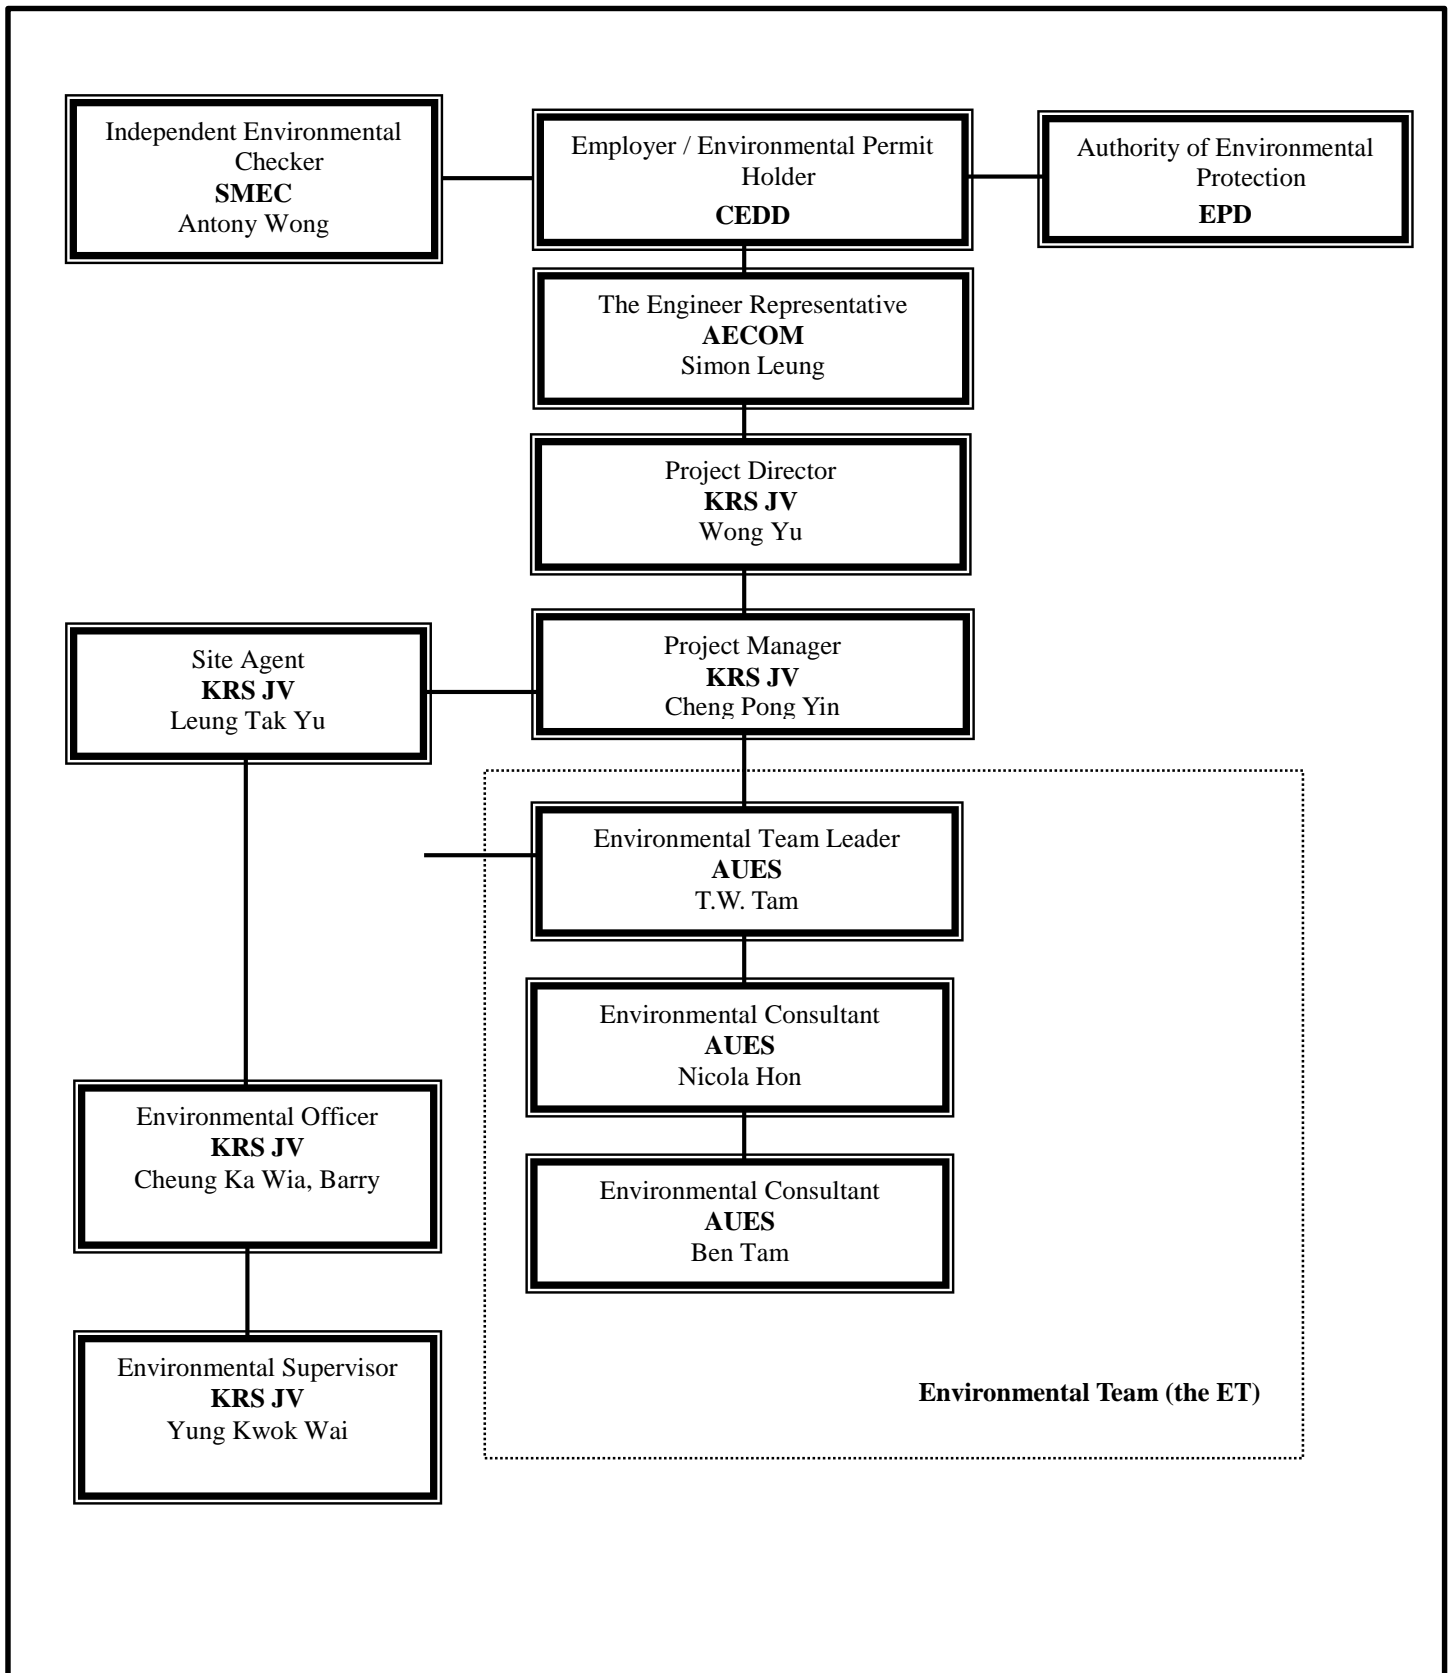 Independent Environmental
Checker
SMEC
Antony Wong
Employer / Environmental Permit
Holder
CEDD
Authority of Environmental
Protection
EPD
The Engineer Representative
AECOM
Simon Leung
Project Director
KRS JV
Wong Yu
Project Manager
KRS JV
Cheng Pong Yin
Site Agent
KRS JV
Leung Tak Yu
Environmental Team Leader
AUES
T.W. Tam
Environmental Consultant
AUES
Nicola Hon
Environmental Officer
KRS JV
Cheung Ka Wia, Barry
Environmental Consultant
AUES
Ben Tam
Environmental Supervisor
KRS JV
Yung Kwok Wai
Environmental Team (the ET)